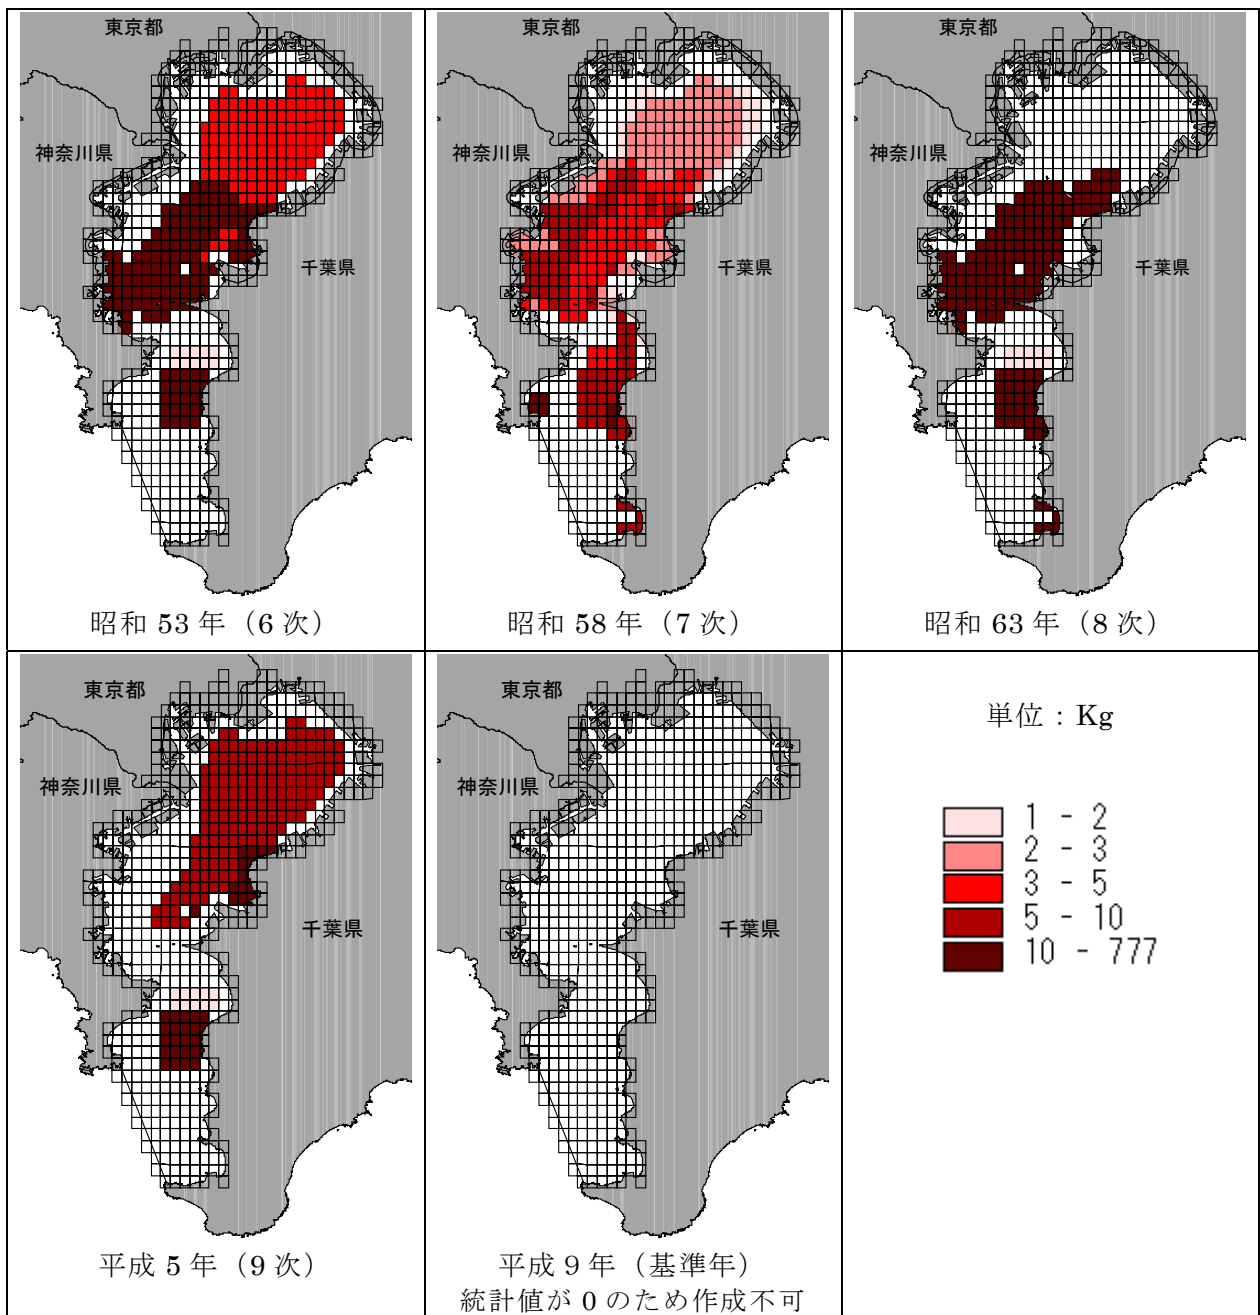 東京都
神奈川県
千葉県
昭和 53 年（6 次）
東京都
神奈川県
千葉県
昭和 58 年（7 次）
東京都
神奈川県
千葉県
昭和 63 年（8 次）
東京都
神奈川県
千葉県
平成 5 年（9 次）
東京都
神奈川県
千葉県
平成 9 年（基準年）
統計値が 0 のため作成不可
単位：Kg
1 - 2
2 - 3
3 - 5
5 - 10
10 - 777